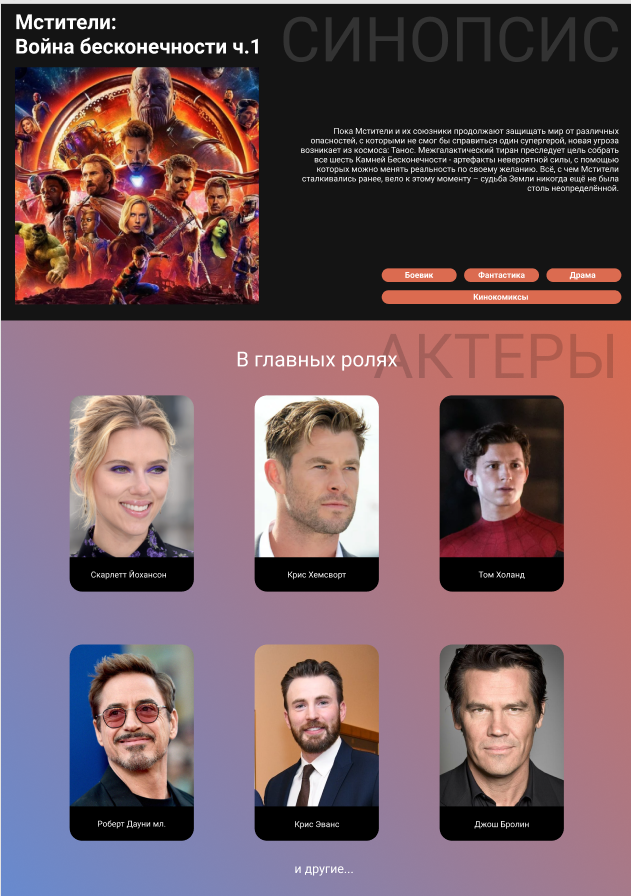 Мстители:
Война бесконечности ч.1
СИНОПСИС
Пока Мстители и их союзники продолжают защищать мир от различных
опасностей, с которыми не смог бы справиться один супергерой, новая угроза
возникает из космоса: Танос. Межгалактический тиран преследует цель собрать
все шесть Камней Бесконечности - артефакты невероятной силы, с помощью
которых можно менять реальность по своему желанию. Всё, с чем Мстители
сталкивались ранее, вело к этому моменту – судьба Земли никогда ещё не была
столь неопределённой.
Боевик
Фантастика
Драма
Кинокомиксы
АКТЕРЫ
В главных ролях
Скарлетт Йохансон
Крис Хемсворт
Том Холанд
Роберт Дауни мл.
Крис Эванс
Джош Бролин
и другие...